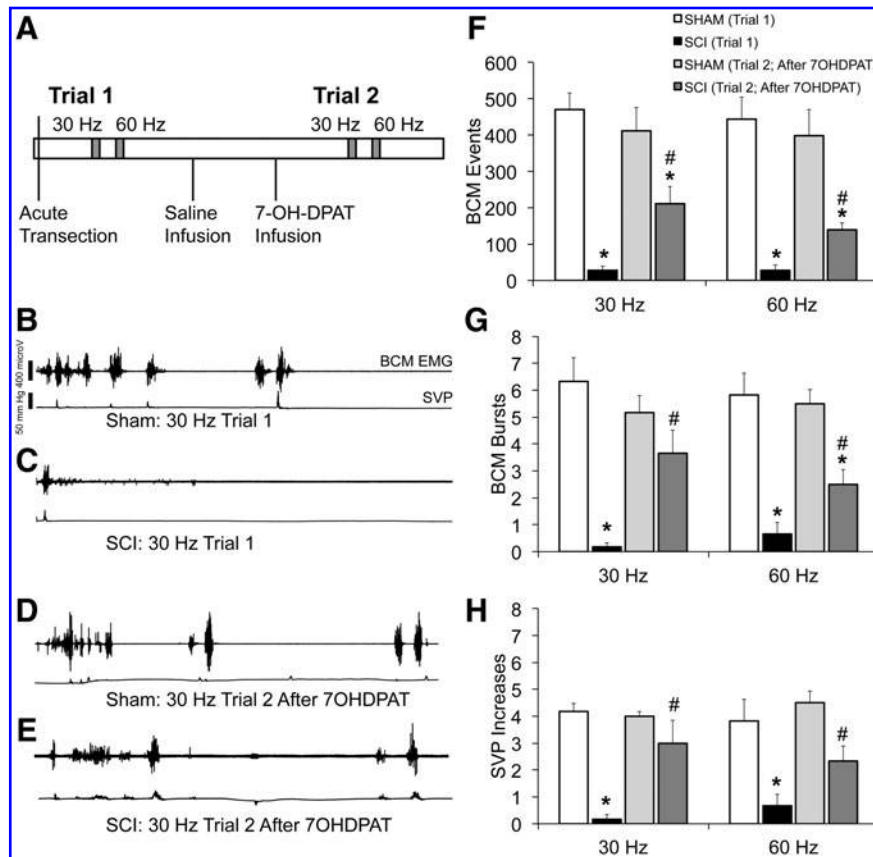 A
Trial 1
Trial 2
30 Hz 60 Hz
30 Hz 60 Hz
Acute
Transection
Saline
Infusion
7-OH-DPAT
Infusion
B
50 mm Hg 400 microV
BCM EMG
SVP
Sham: 30 Hz Trial 1
C
SCI: 30 Hz Trial 1
D
Sham: 30 Hz Trial 2 After 7OHDPAT
E
SCI: 30 Hz Trial 2 After 7OHDPAT
F
SHAM (Trial 1)
SCI (Trial 1)
SHAM (Trial 2; After 7OHDPAT)
SCI (Trial 2; After 7OHDPAT)
BCM Events
600
500
400
300
200
100
0
*
#
*
*
#
*
30 Hz
60 Hz
G
BCM Bursts
8
7
6
5
4
3
2
1
0
*
#
*
#
*
30 Hz
60 Hz
H
SVP Increases
8
7
6
5
4
3
2
1
0
*
#
*
#
30 Hz
60 Hz